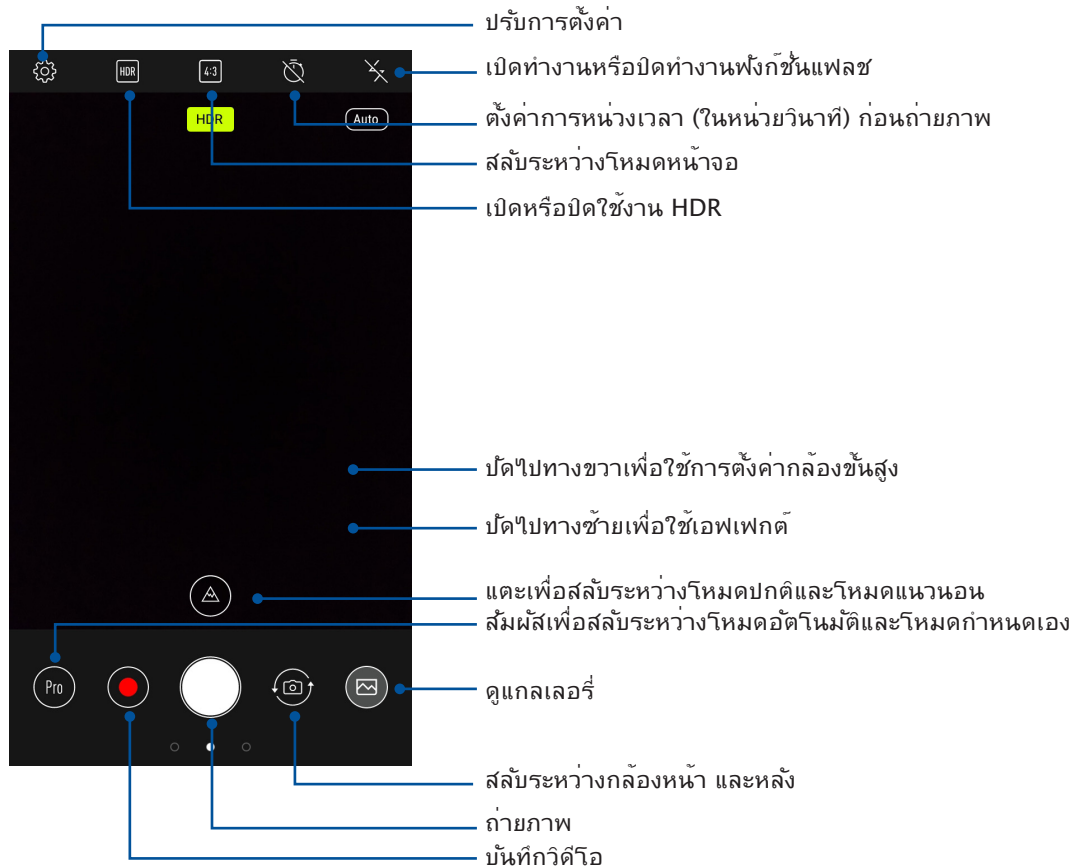 ปรับการตั้งค่า
เปิดทำงานหรือปิดทำงานฟังก์ชั่นแฟลช
ตั้งค่าการหน่วงเวลา (ในหน่วยวินาที) ก่อนถ่ายภาพ
สลับระหว่างโหมดหน้าจอ
เปิดหรือปิดใช้งาน HDR
HDR
4:3
HDR
Auto
ปัดไปทางขวาเพื่อใช้การตั้งค่ากล้องขั้นสูง
ปัดไปทางซ้ายเพื่อใช้เอฟเฟกต์
แตะเพื่อสลับระหว่างโหมดปกติและโหมดแนวนอน
สัมผัสเพื่อสลับระหว่างโหมดอัตโนมัติและโหมดกำหนดเอง
Pro
ดูแกลเลอรี่
สลับระหว่างกล้องหน้า และหลัง
ถ่ายภาพ
บันทึกวิดีโอ